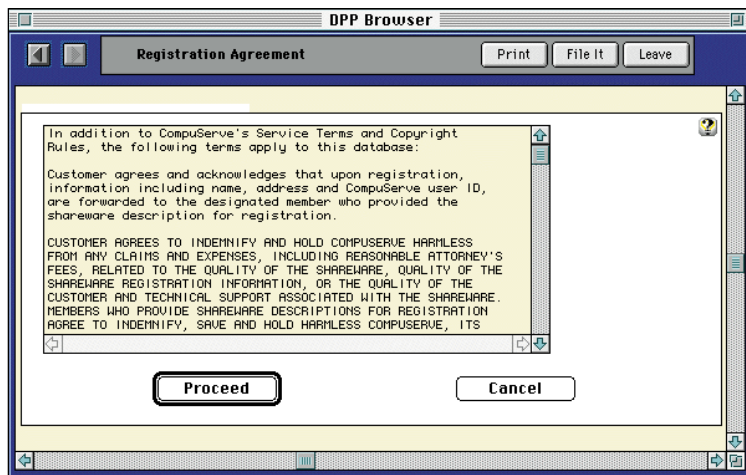 DPP Browser
Registration Agreement
Print
File It
Leave
In addition to CompuServe's Service Terms and Copyright
Rules, the following terms apply to this database:
Customer agrees and acknowledges that upon registration,
information including name, address and CompuServe user ID,
are forwarded to the designated member who provided the
shareware description for registration.
CUSTOMER AGREES TO INDEMNIFY AND HOLD COMPUSERVE HARMLESS
FROM ANY CLAIMS AND EXPENSES, INCLUDING REASONABLE ATTORNEY'S
FEES, RELATED TO THE QUALITY OF THE SHAREWARE, QUALITY OF THE
SHAREWARE REGISTRATION INFORMATION, OR THE QUALITY OF THE
CUSTOMER AND TECHNICAL SUPPORT ASSOCIATED WITH THE SHAREWARE.
MEMBERS WHO PROVIDE SHAREWARE DESCRIPTIONS FOR REGISTRATION
AGREE TO INDEMNIFY, SAVE AND HOLD HARMLESS COMPUSERVE, ITS
?
Proceed
Cancel